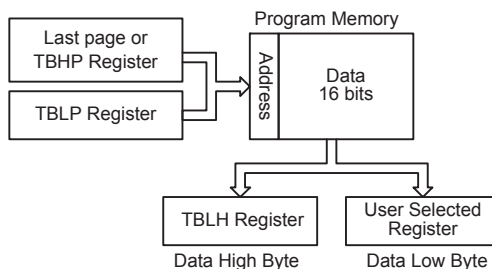 Program Memory
Last page or
TBHP Register
TBLP Register
Address
Data
16 bits
TBLH Register
User Selected
Register
Data High Byte
Data Low Byte